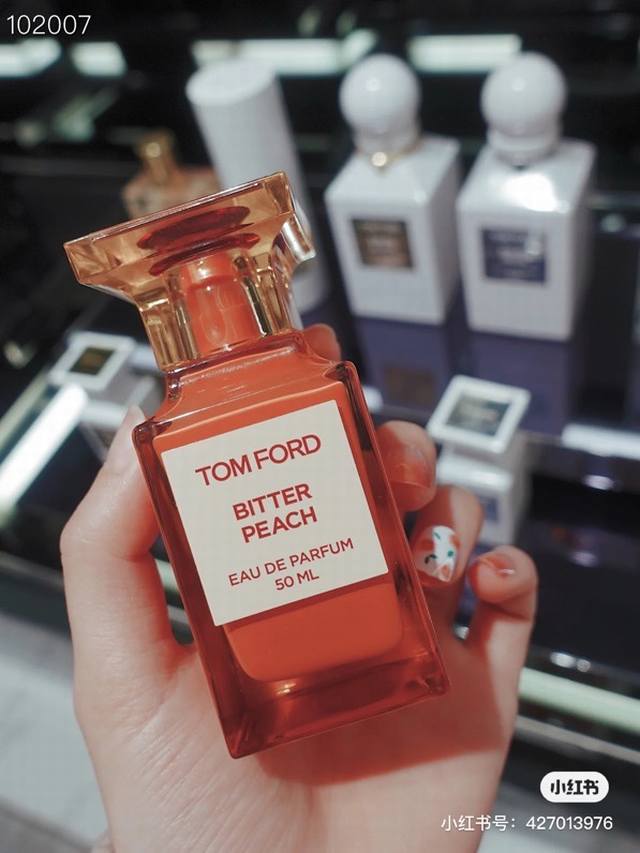 102007
TOM FORD
BITTER
PEACH
EAU DE PARFUM
50 ML
小红书
小红书号：427013976